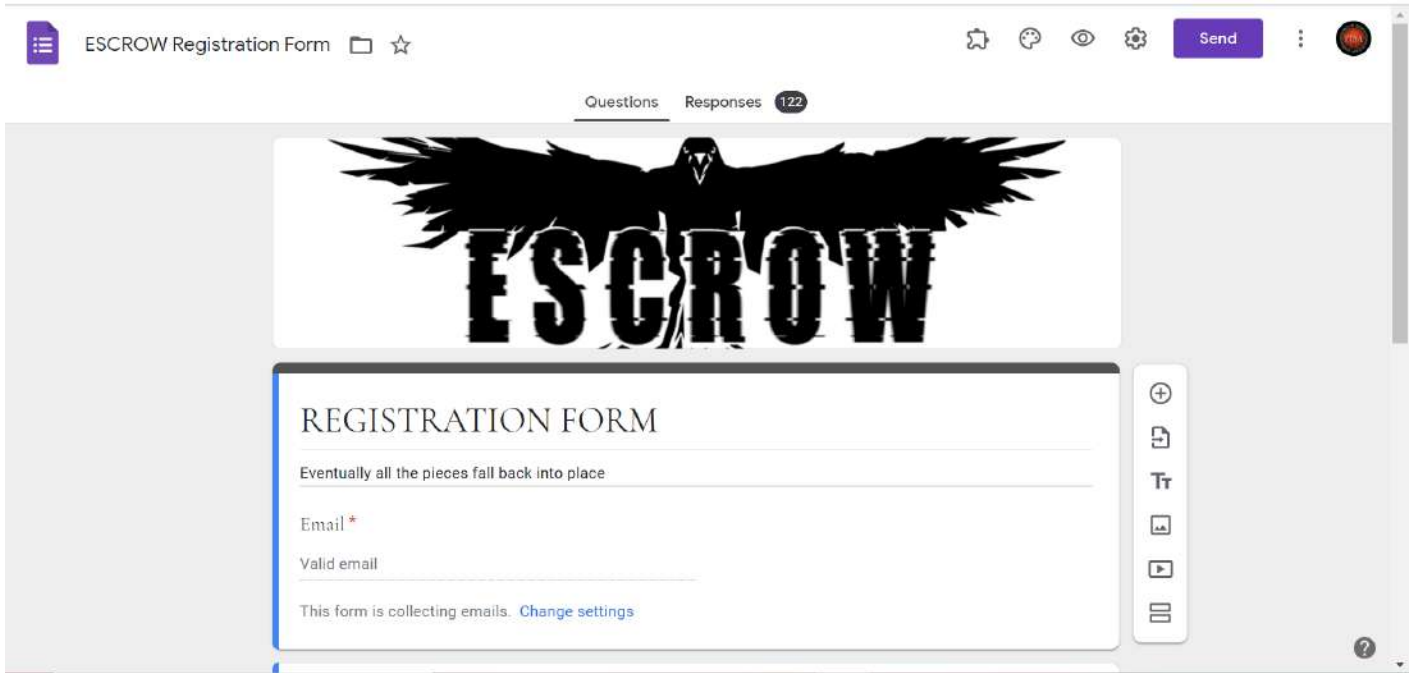 ESCROW Registration Form
Send
Questions Responses 122
ESCROW
REGISTRATION FORM
Eventually all the pieces fall back into place
Email *
Valid email
This form is collecting emails. Change settings